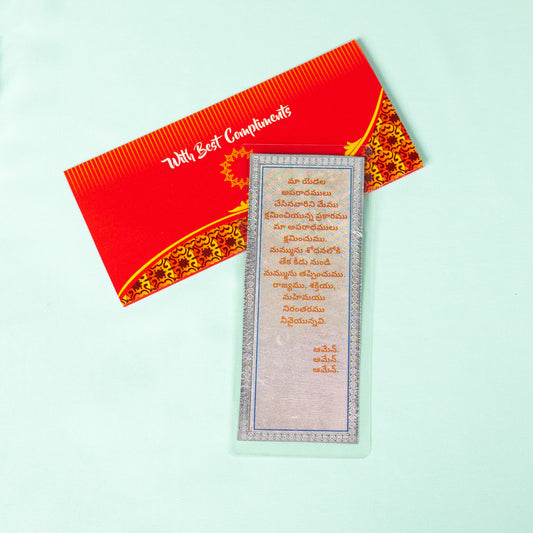 With Best Compliments
మా యెడల
అపరాధములు
చేసినవారిని మేము
క్షమించియున్న ప్రకారము
మా అపరాధములు
క్షమించుము.
మమ్మును శోధనలోకి
తేక కీడు నుండి
మమ్మును తప్పించుము.
రాజ్యము, శక్తియు,
మహిమయు
నిరంతరము
నీవైయున్నవి.
ఆమేన్.
ఆమేన్.
ఆమేన్.